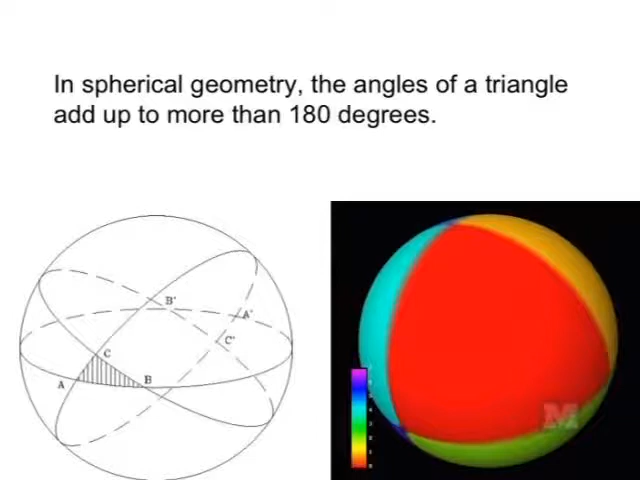 In spherical geometry, the angles of a triangle
add up to more than 180 degrees.
B'
A'
C'
C
A
B
M